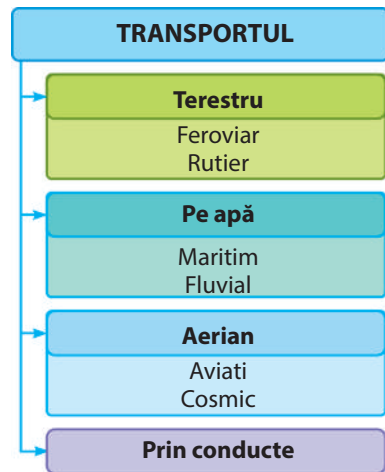 TRANSPORTUL
Terestru
Feroviar
Rutier
Pe apă
Maritim
Fluvial
Aerian
Aviati
Cosmic
Prin conducte